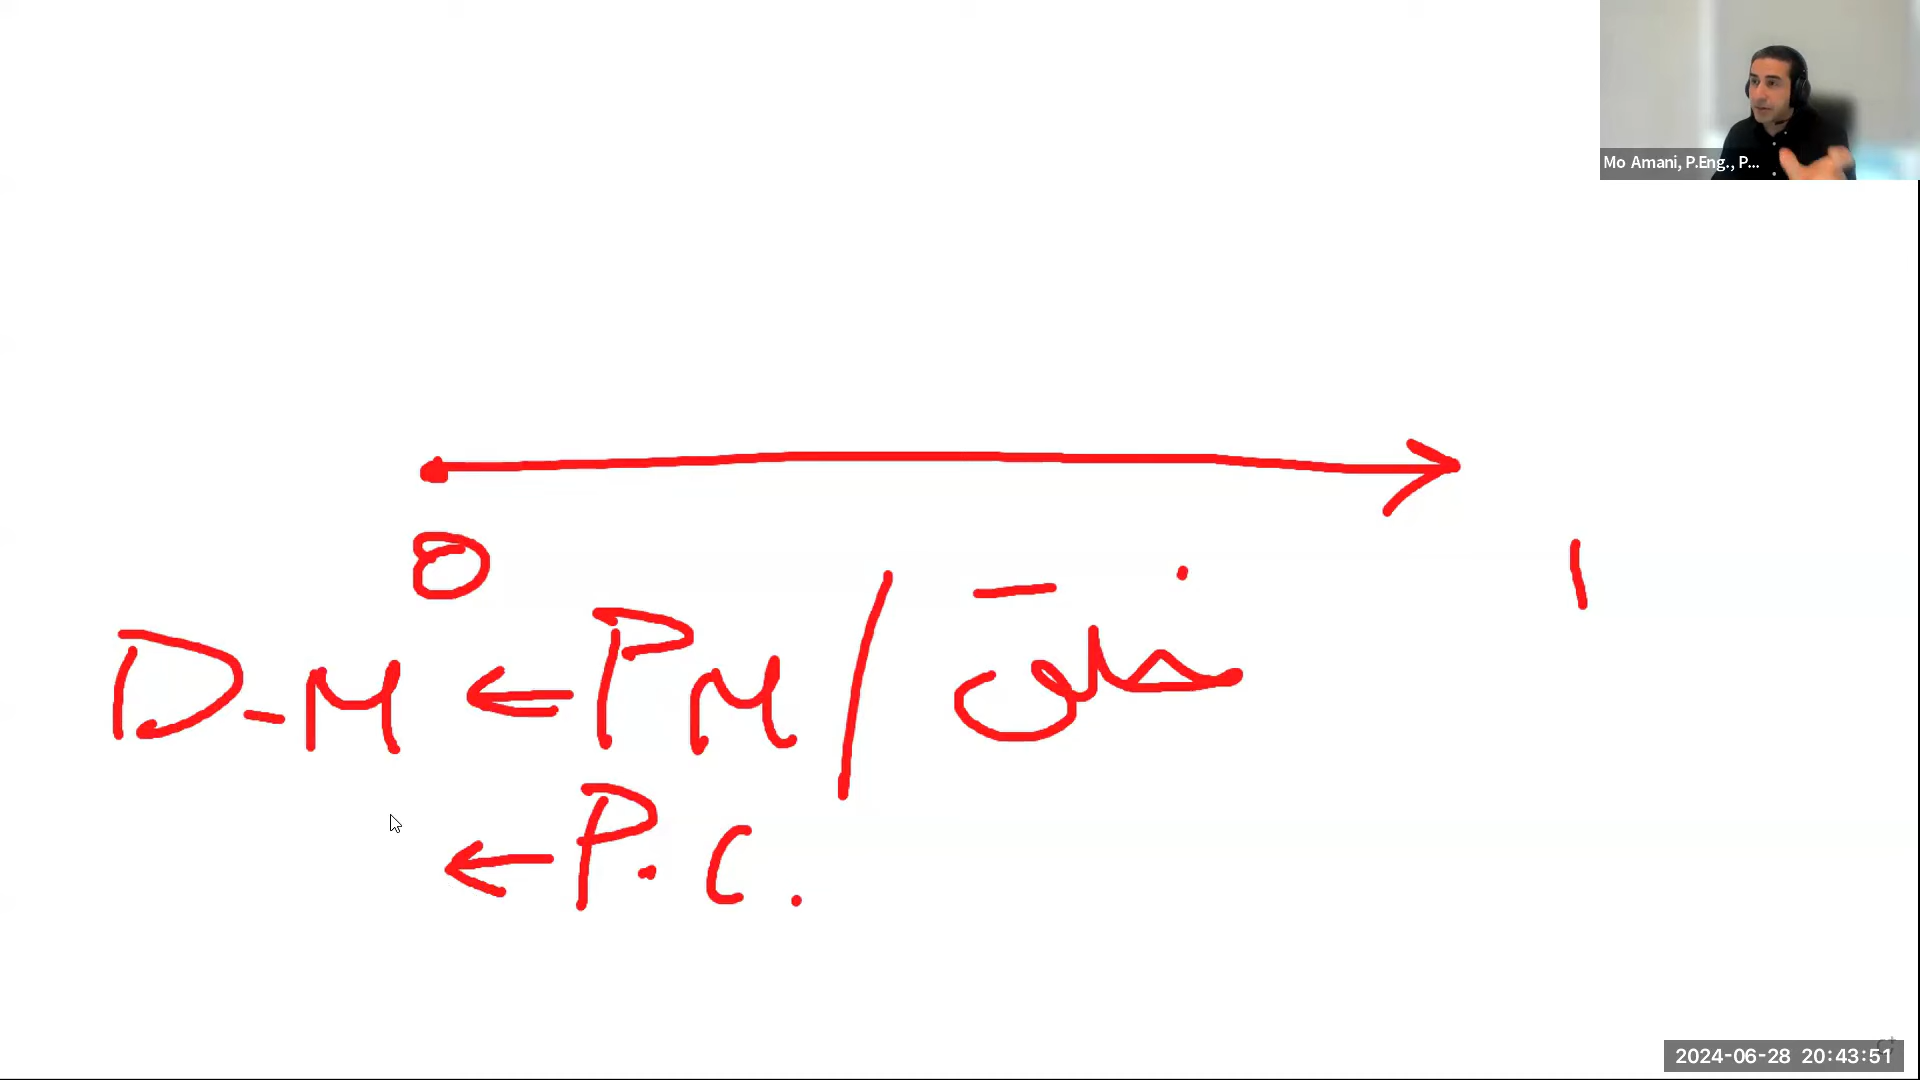 Mo Amani, P.Eng., P...
0 1
D-M ← PM / خلق
← P.C.
2024-06-28 20:43:51